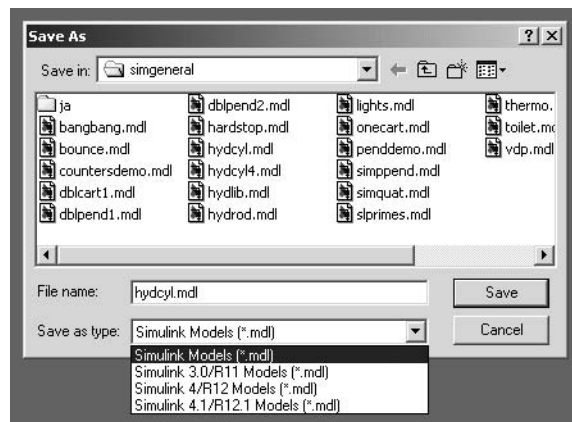 Save As
Save in: simgeneral
ja
bangbang.mdl
bounce.mdl
countersdemo.mdl
dblcart1.mdl
dblpend1.mdl
dblpend2.mdl
hardstop.mdl
hydcyl.mdl
hydcyl4.mdl
hydlib.mdl
hydrod.mdl
lights.mdl
onecart.mdl
penddemo.mdl
simppend.mdl
simquat.mdl
slprimes.mdl
thermo.
toilet.mc
vdp.mdl
File name: hydcyl.mdl Save
Save as type: Simulink Models (*.mdl) Cancel
Simulink Models (*.mdl)
Simulink 3.0/R11 Models (*.mdl)
Simulink 4/R12 Models (*.mdl)
Simulink 4.1/R12.1 Models (*.mdl)